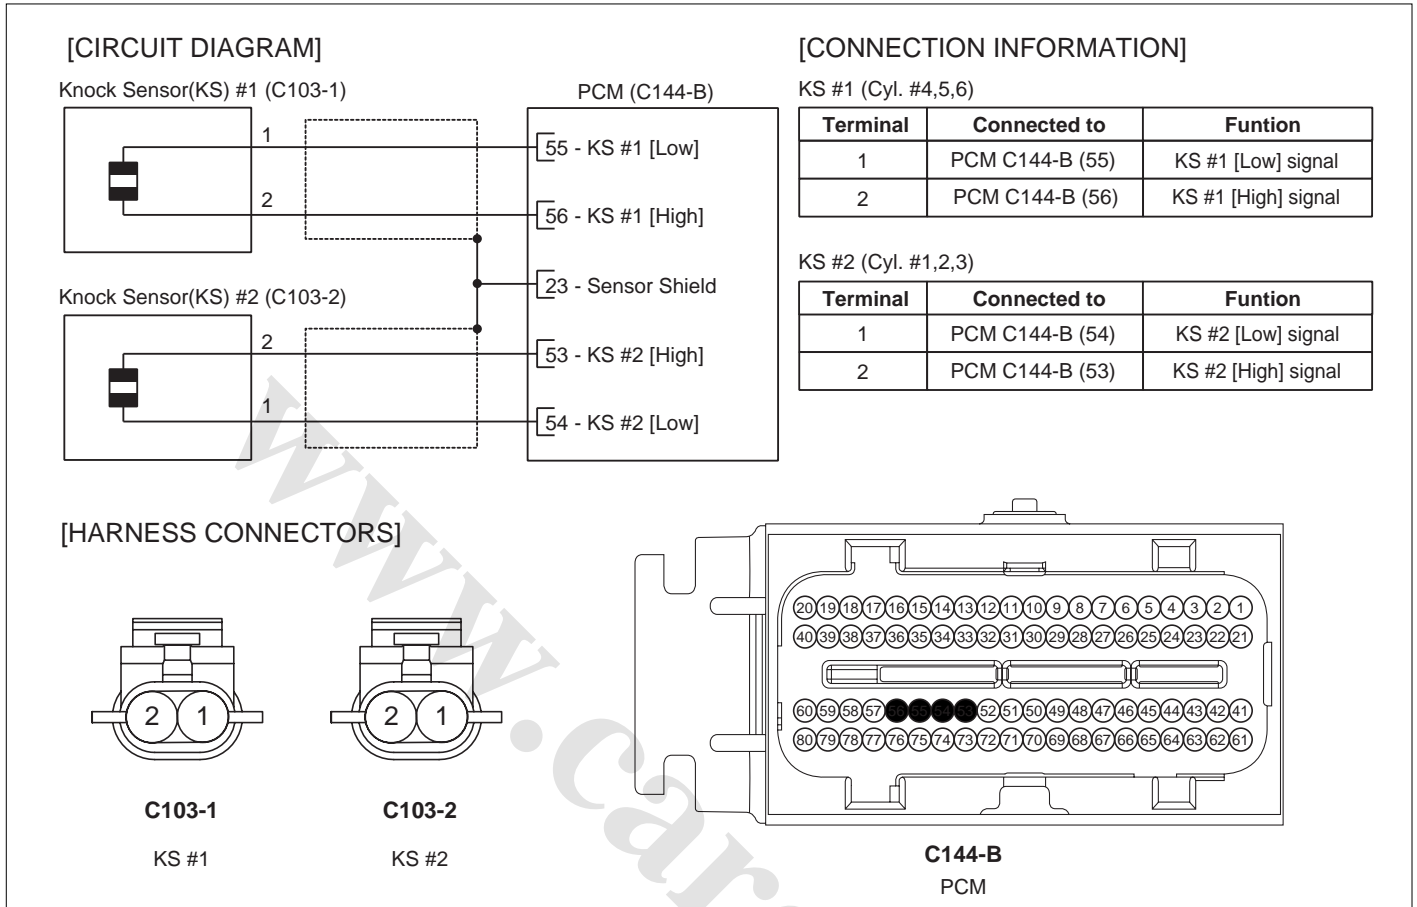 [CIRCUIT DIAGRAM]
Knock Sensor(KS) #1 (C103-1)
1
2
Knock Sensor(KS) #2 (C103-2)
2
1
PCM (C144-B)
55 - KS #1 [Low]
56 - KS #1 [High]
23 - Sensor Shield
53 - KS #2 [High]
54 - KS #2 [Low]
[CONNECTION INFORMATION]
KS #1 (Cyl. #4,5,6)
Terminal Connected to Funtion
1 PCM C144-B (55) KS #1 [Low] signal
2 PCM C144-B (56) KS #1 [High] signal
KS #2 (Cyl. #1,2,3)
Terminal Connected to Funtion
1 PCM C144-B (54) KS #2 [Low] signal
2 PCM C144-B (53) KS #2 [High] signal
[HARNESS CONNECTORS]
2 1
C103-1
KS #1
2 1
C103-2
KS #2
20 19 18 17 16 15 14 13 12 11 10 9 8 7 6 5 4 3 2 1
40 39 38 37 36 35 34 33 32 31 30 29 28 27 26 25 24 23 22 21
60 59 58 57 56 55 54 53 52 51 50 49 48 47 46 45 44 43 42 41
80 79 78 77 76 75 74 73 72 71 70 69 68 67 66 65 64 63 62 61
C144-B
PCM
www.car